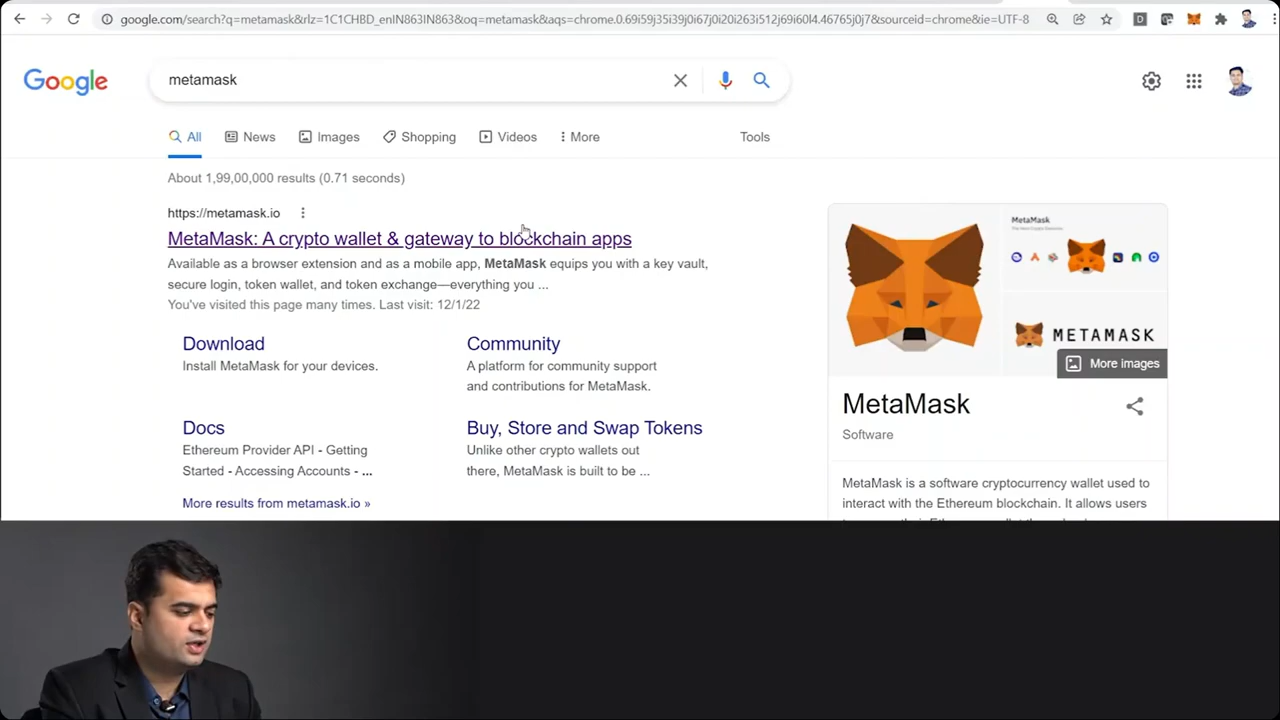 google.com/search?q=metamask&rlz=1C1CHBD_enIN863IN863&oq=metamask&aqs=chrome.0.69i59j35i39j0i67j0i20i263i512j69i60l4.46765j0j7&sourceid=chrome&ie=UTF-8
Google
metamask
All
News
Images
Shopping
Videos
More
Tools
About 1,99,00,000 results (0.71 seconds)
https://metamask.io
MetaMask: A crypto wallet & gateway to blockchain apps
Available as a browser extension and as a mobile app, MetaMask equips you with a key vault,
secure login, token wallet, and token exchange—everything you ...
You've visited this page many times. Last visit: 12/1/22
Download
Install MetaMask for your devices.
Community
A platform for community support
and contributions for MetaMask.
Docs
Ethereum Provider API - Getting
Started - Accessing Accounts - ...
Buy, Store and Swap Tokens
Unlike other crypto wallets out
there, MetaMask is built to be ...
More results from metamask.io »
MetaMask
METAMASK
More images
MetaMask
Software
MetaMask is a software cryptocurrency wallet used to
interact with the Ethereum blockchain. It allows users